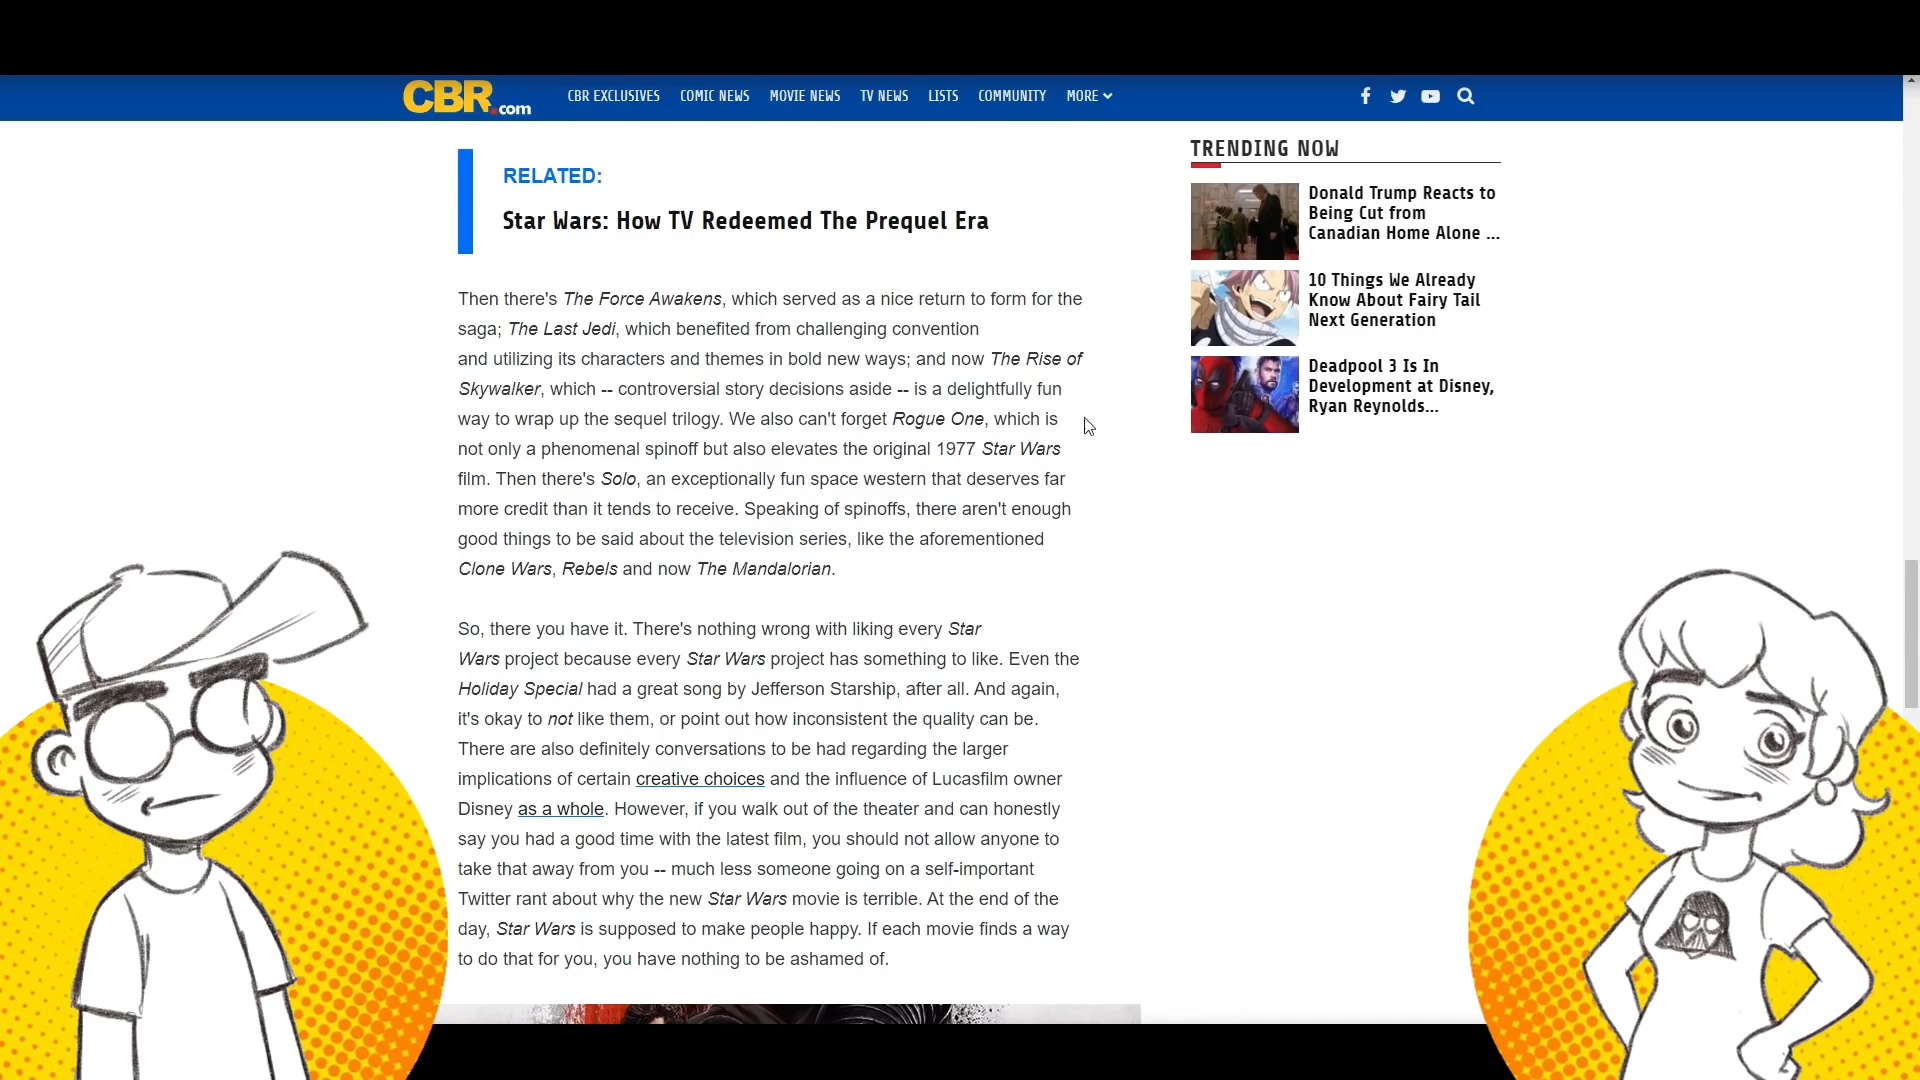 CBR.com
CBR EXCLUSIVES COMIC NEWS MOVIE NEWS TV NEWS LISTS COMMUNITY MORE
RELATED:
Star Wars: How TV Redeemed The Prequel Era
Then there's The Force Awakens, which served as a nice return to form for the
saga; The Last Jedi, which benefited from challenging convention
and utilizing its characters and themes in bold new ways; and now The Rise of
Skywalker, which -- controversial story decisions aside -- is a delightfully fun
way to wrap up the sequel trilogy. We also can't forget Rogue One, which is
not only a phenomenal spinoff but also elevates the original 1977 Star Wars
film. Then there's Solo, an exceptionally fun space western that deserves far
more credit than it tends to receive. Speaking of spinoffs, there aren't enough
good things to be said about the television series, like the aforementioned
Clone Wars, Rebels and now The Mandalorian.
So, there you have it. There's nothing wrong with liking every Star
Wars project because every Star Wars project has something to like. Even the
Holiday Special had a great song by Jefferson Starship, after all. And again,
it's okay to not like them, or point out how inconsistent the quality can be.
There are also definitely conversations to be had regarding the larger
implications of certain creative choices and the influence of Lucasfilm owner
Disney as a whole. However, if you walk out of the theater and can honestly
say you had a good time with the latest film, you should not allow anyone to
take that away from you -- much less someone going on a self-important
Twitter rant about why the new Star Wars movie is terrible. At the end of the
day, Star Wars is supposed to make people happy. If each movie finds a way
to do that for you, you have nothing to be ashamed of.
TRENDING NOW
Donald Trump Reacts to
Being Cut from
Canadian Home Alone ...
10 Things We Already
Know About Fairy Tail
Next Generation
Deadpool 3 Is In
Development at Disney,
Ryan Reynolds...